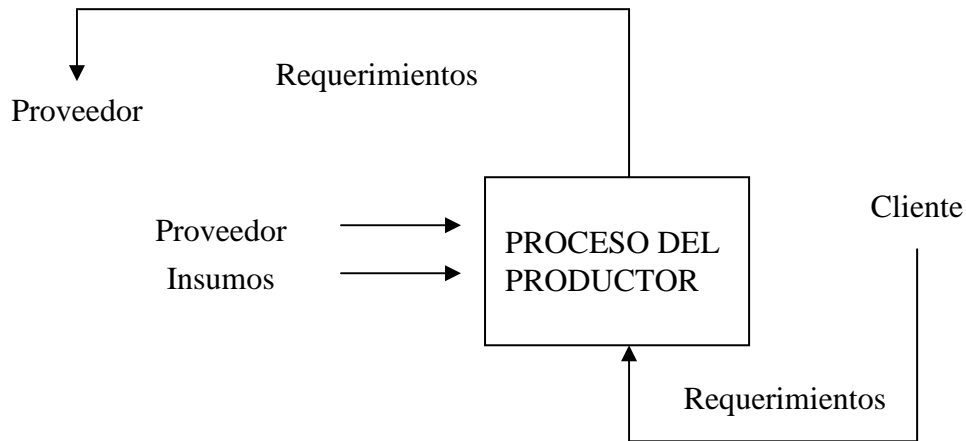 Requerimientos
Proveedor
Cliente
Proveedor
Insumos
PROCESO DEL
PRODUCTOR
Requerimientos